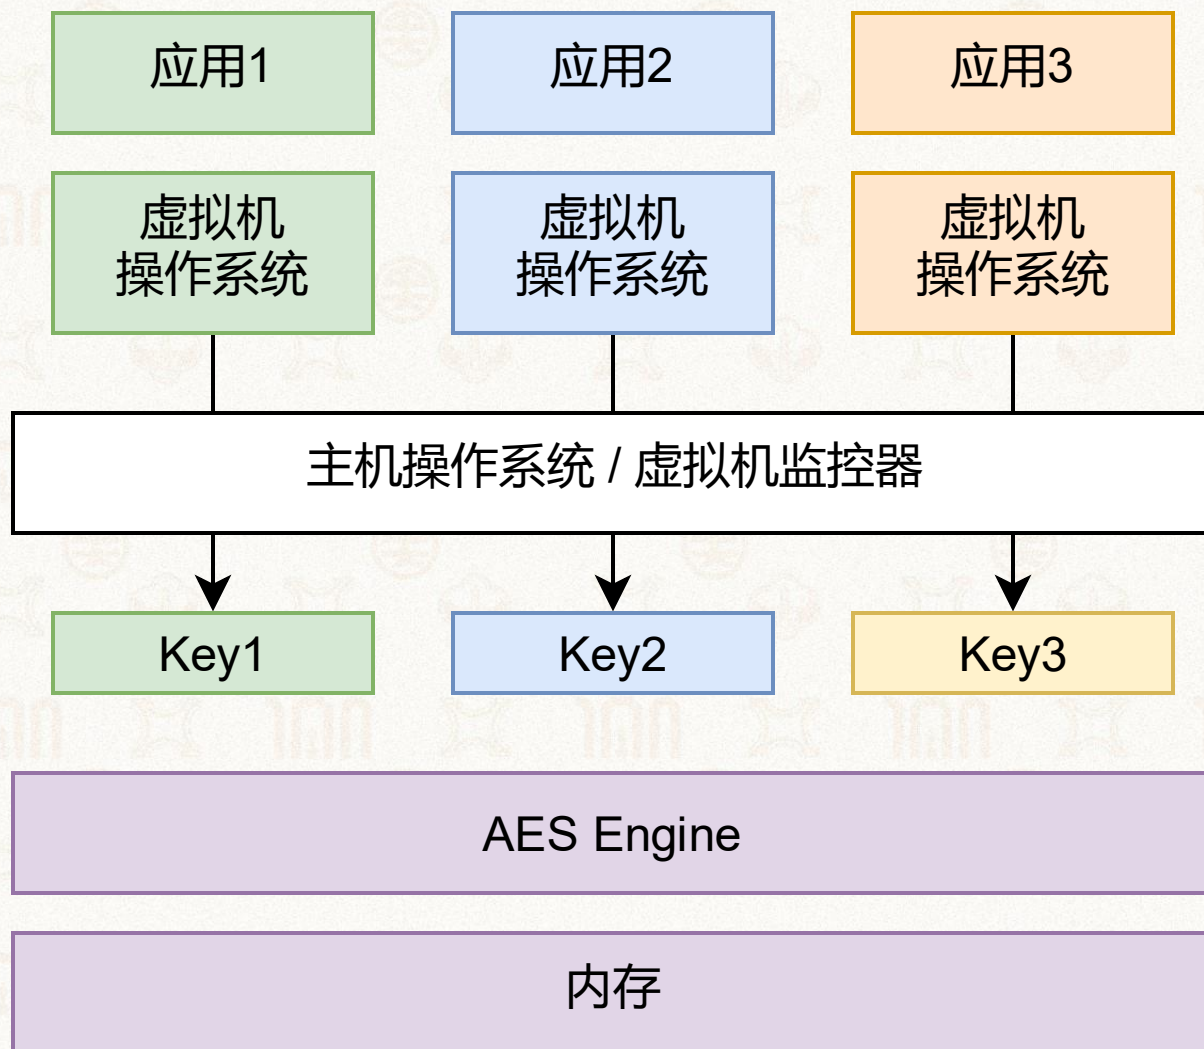 应用1
应用2
应用3
虚拟机
操作系统
虚拟机
操作系统
虚拟机
操作系统
主机操作系统 / 虚拟机监控器
Key1
Key2
Key3
AES Engine
内存